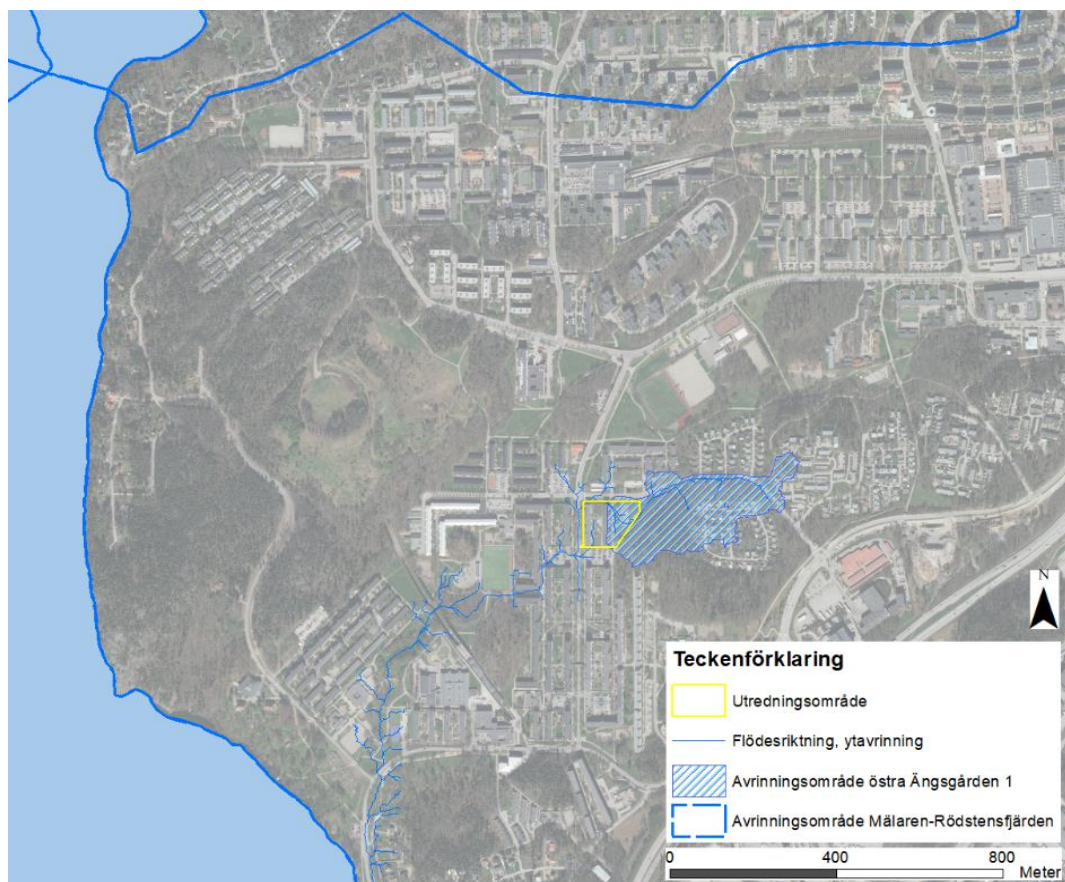 N
Teckenförklaring
Utredningsområde
Flödesriktning, ytavrinning
Avrinningsområde östra Ängsgården 1
Avrinningsområde Mälaren-Rödstensfjärden
0 400 800
Meter